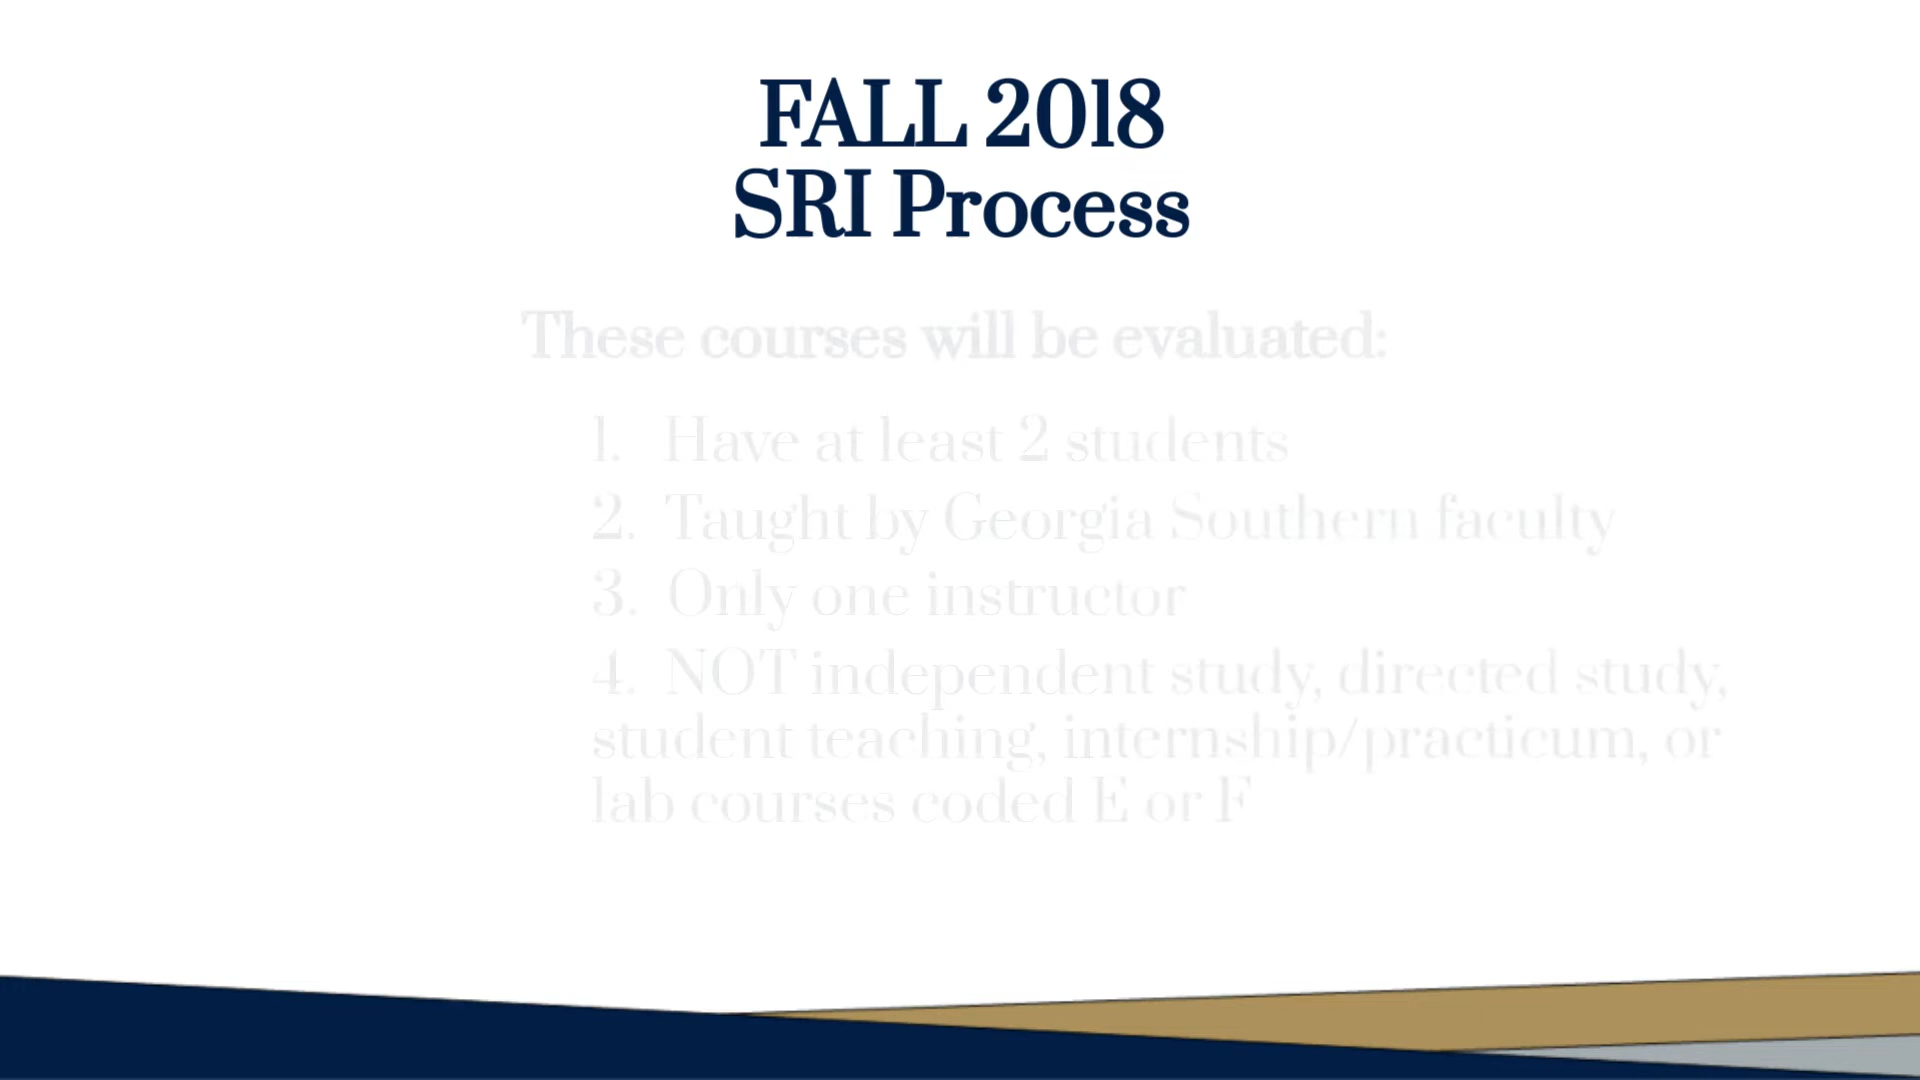 FALL 2018
SRI Process
These courses will be evaluated:
1. Have at least 2 students
2. Taught by Georgia Southern faculty
3. Only one instructor
4. NOT independent study, directed study,
student teaching, internship/practicum, or
lab courses coded E or F